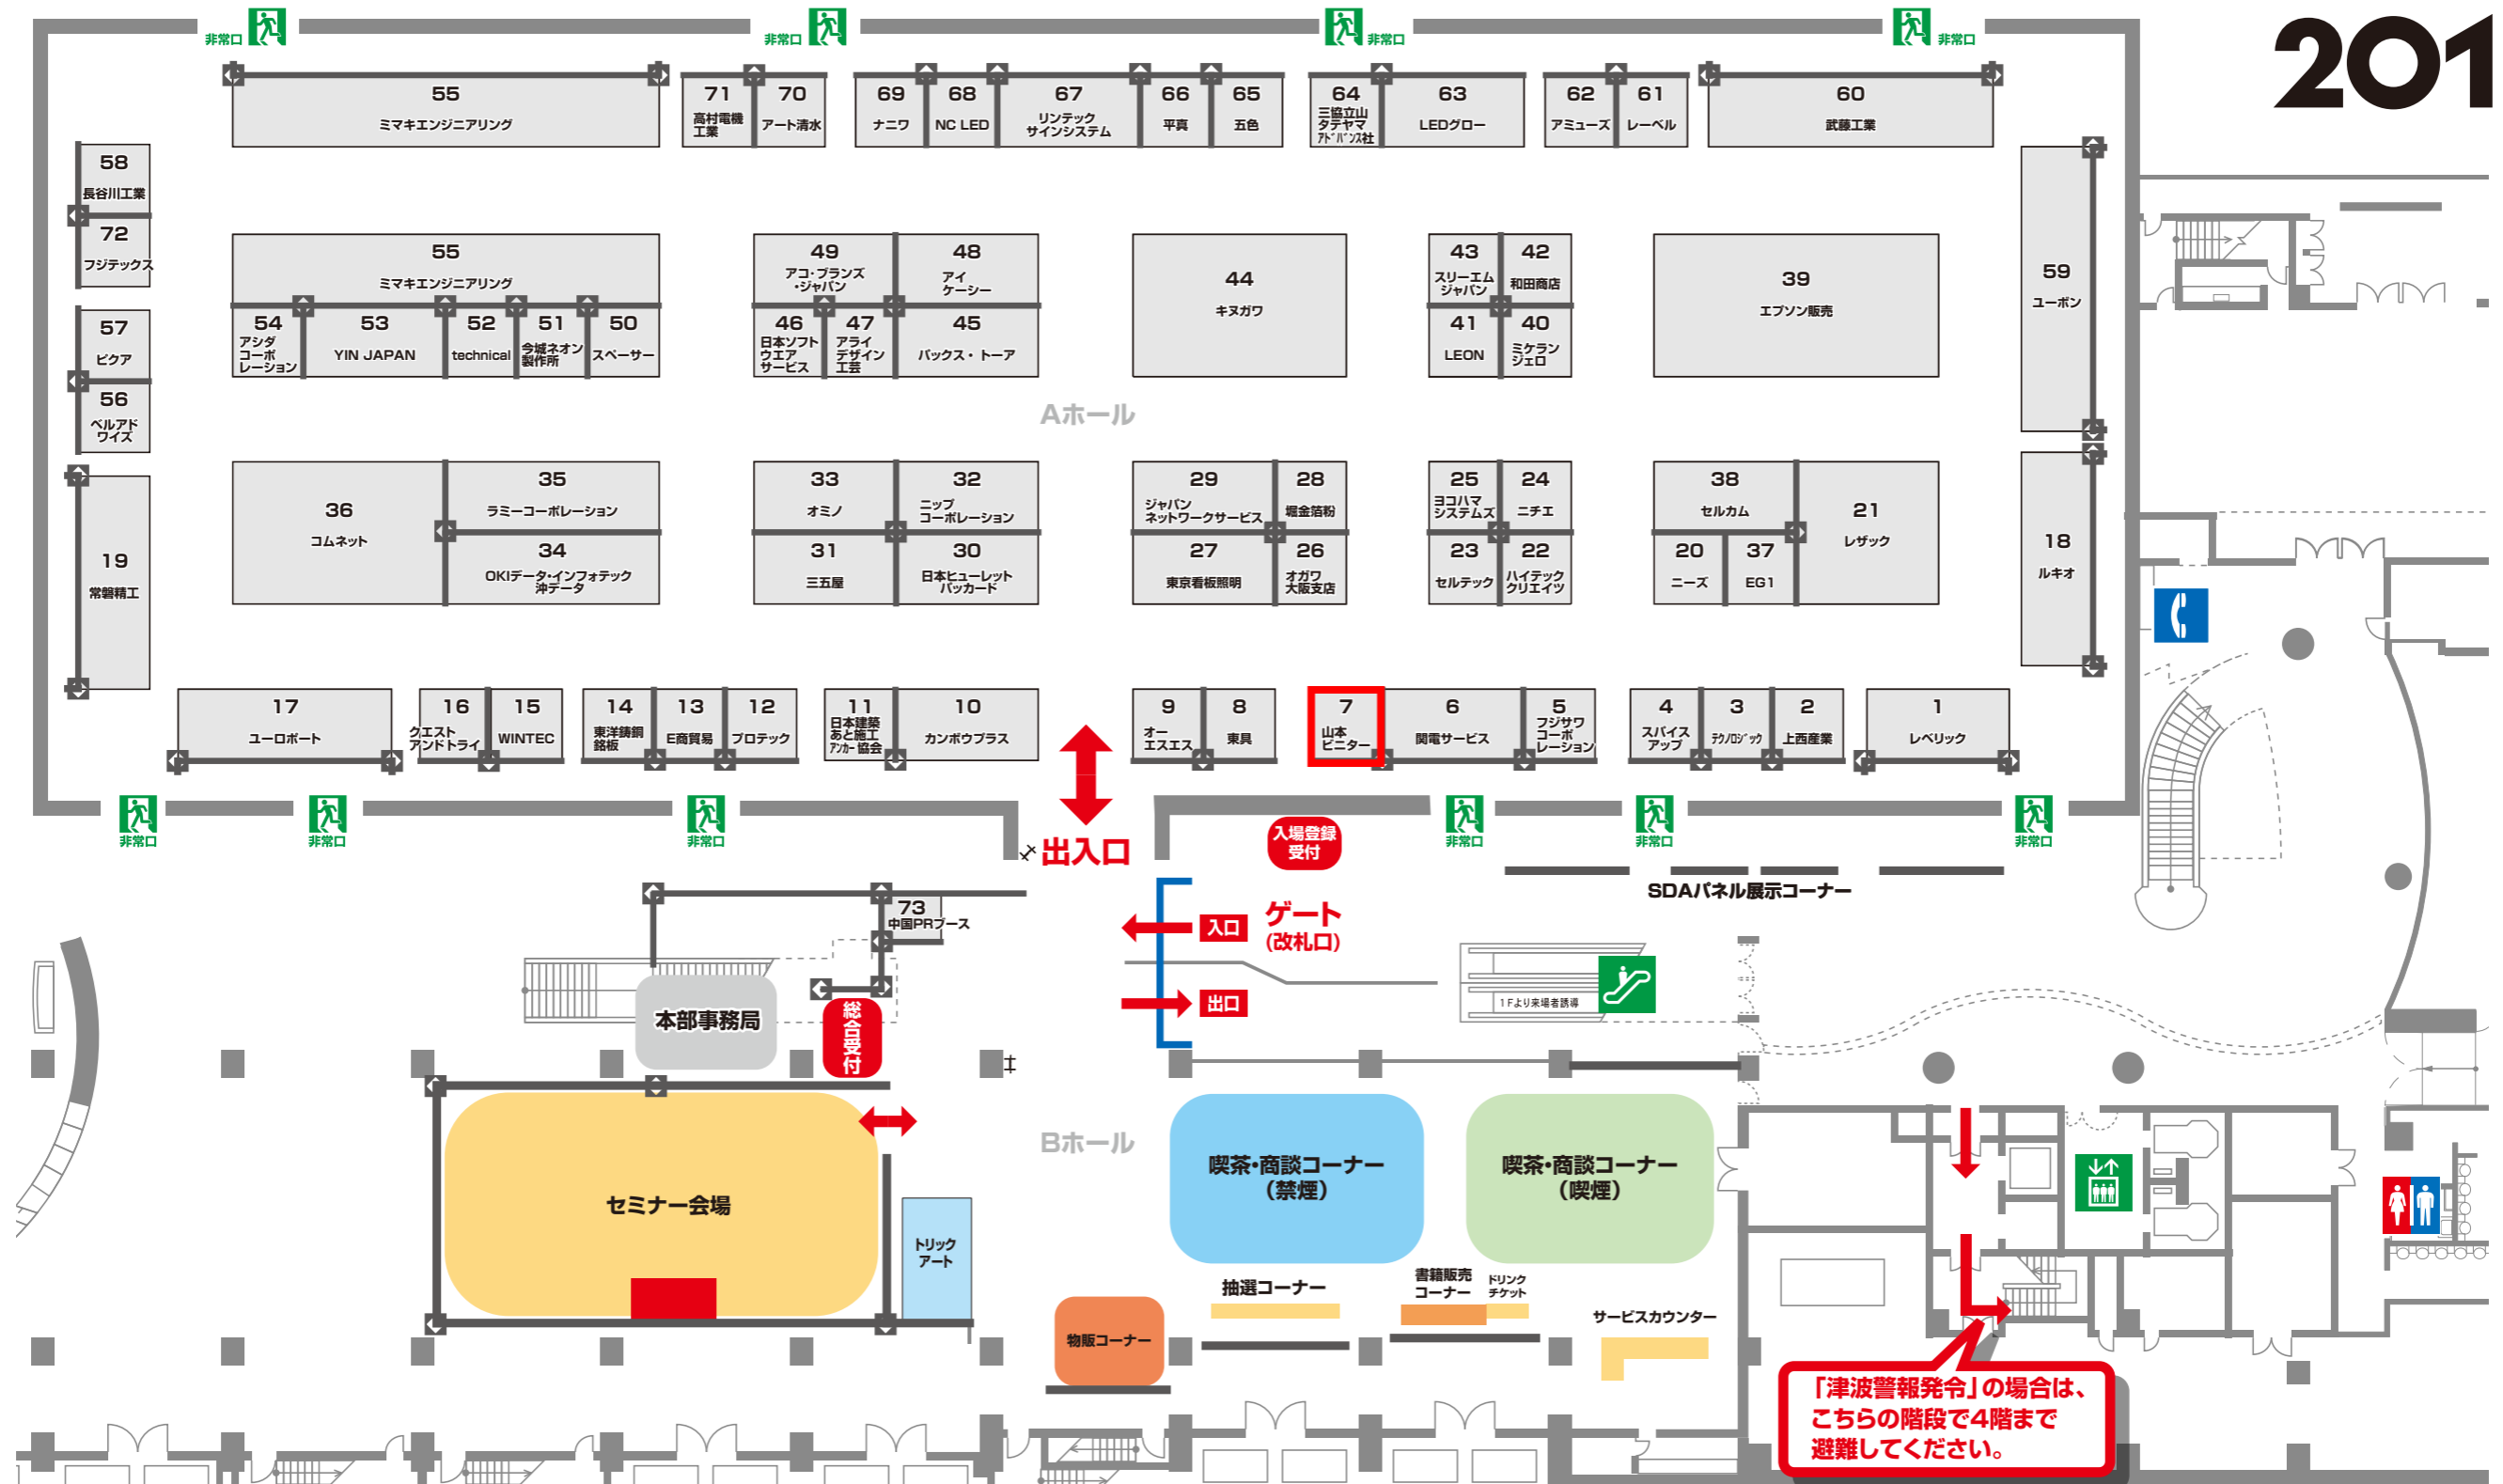 201
非常口
非常口
非常口
非常口
55
ミマキエンジニアリング
71
高村電機
工業
70
アート清水
69
ナニワ
68
NC LED
67
リンテック
サインシステム
66
平真
65
五色
64
三協立山
タテヤマ
アドバンス社
63
LEDグロー
62
アミューズ
61
レーベル
60
武藤工業
58
長谷川工業
72
フジテックス
57
ピクア
56
ベルアド
ワイズ
19
常磐精工
55
ミマキエンジニアリング
54
アシダ
コーポ
レーション
53
YIN JAPAN
52
technical
51
今城ネオン
製作所
50
スペーサー
49
アコ・ブランズ
・ジャパン
48
アイ
ケーシー
46
日本ソフト
ウエア
サービス
47
アライ
デザイン
工芸
45
バックス・トーア
44
キヌガワ
43
スリーエム
ジャパン
42
和田商店
41
LEON
40
ミケラン
ジェロ
39
エプソン販売
59
ユーボン
Aホール
36
コムネット
35
ラミーコーポレーション
34
OKIデータ・インフォテック
沖データ
33
オミノ
32
ニップ
コーポレーション
31
三五屋
30
日本ヒューレット
パッカード
29
ジャパン
ネットワークサービス
28
堀金箔粉
27
東京看板照明
26
オガワ
大阪支店
25
ヨコハマ
システムズ
24
ニチエ
23
セルテック
22
ハイテック
クリエイツ
38
セルカム
20
ニーズ
37
EG1
21
レザック
18
ルキオ
17
ユーロポート
16
クエスト
アンドトライ
15
WINTEC
14
東洋鋳銅
銘板
13
E商貿易
12
プロテック
11
日本建築
あと施工
アンカー協会
10
カンボウプラス
9
オー
エスエス
8
東具
7
山本
ビニター
6
関電サービス
5
フジサワ
コーポ
レーション
4
スパイス
アップ
3
テクノロジック
2
上西産業
1
レベリック
非常口
非常口
非常口
出入口
入場登録
受付
非常口
非常口
非常口
SDAパネル展示コーナー
73
中国PRブース
入口
ゲート
(改札口)
出口
1Fより来場者誘導
本部事務局
総合受付
Bホール
セミナー会場
トリック
アート
喫茶・商談コーナー
(禁煙)
喫茶・商談コーナー
(喫煙)
抽選コーナー
書籍販売
コーナー
ドリンク
チケット
サービスカウンター
物販コーナー
「津波警報発令」の場合は、
こちらの階段で4階まで
避難してください。